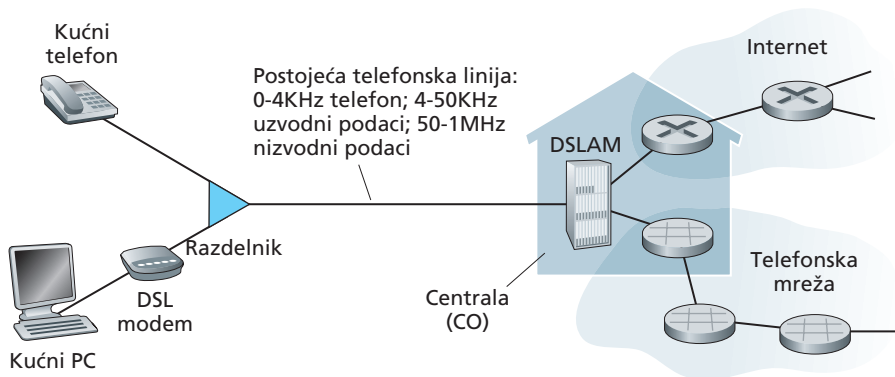 Kućni
telefon
Postojeća telefonska linija:
0-4KHz telefon; 4-50KHz
uzvodni podaci; 50-1MHz
nizvodni podaci
Internet
DSLAM
Razdelnik
DSL
modem
Kućni PC
Centrala
(CO)
Telefonska
mreža